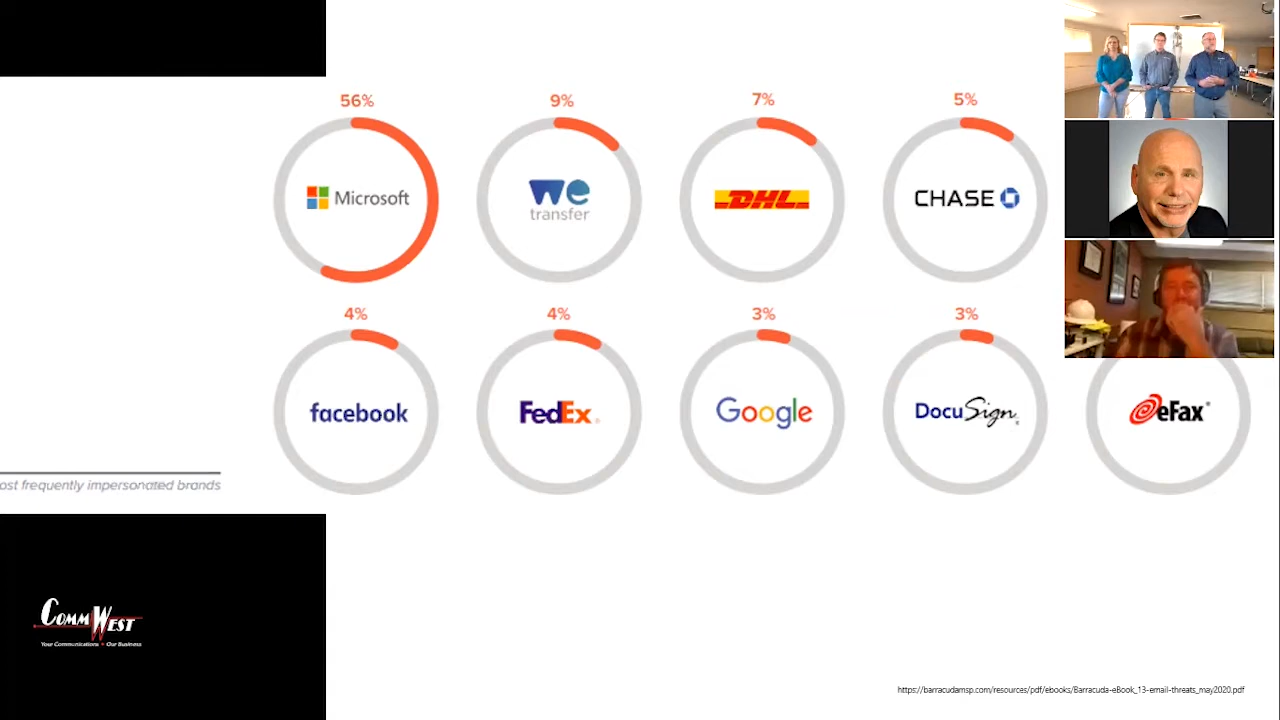 56%
9%
7%
5%
Microsoft
we
transfer
DHL
CHASE
4%
4%
3%
3%
facebook
FedEx
Google
DocuSign
eFax
ost frequently impersonated brands
COMMWEST
Your Communications • Our Business
https://barracudamsp.com/resources/pdf/ebooks/Barracuda-eBook_13-email-threats_may2020.pdf